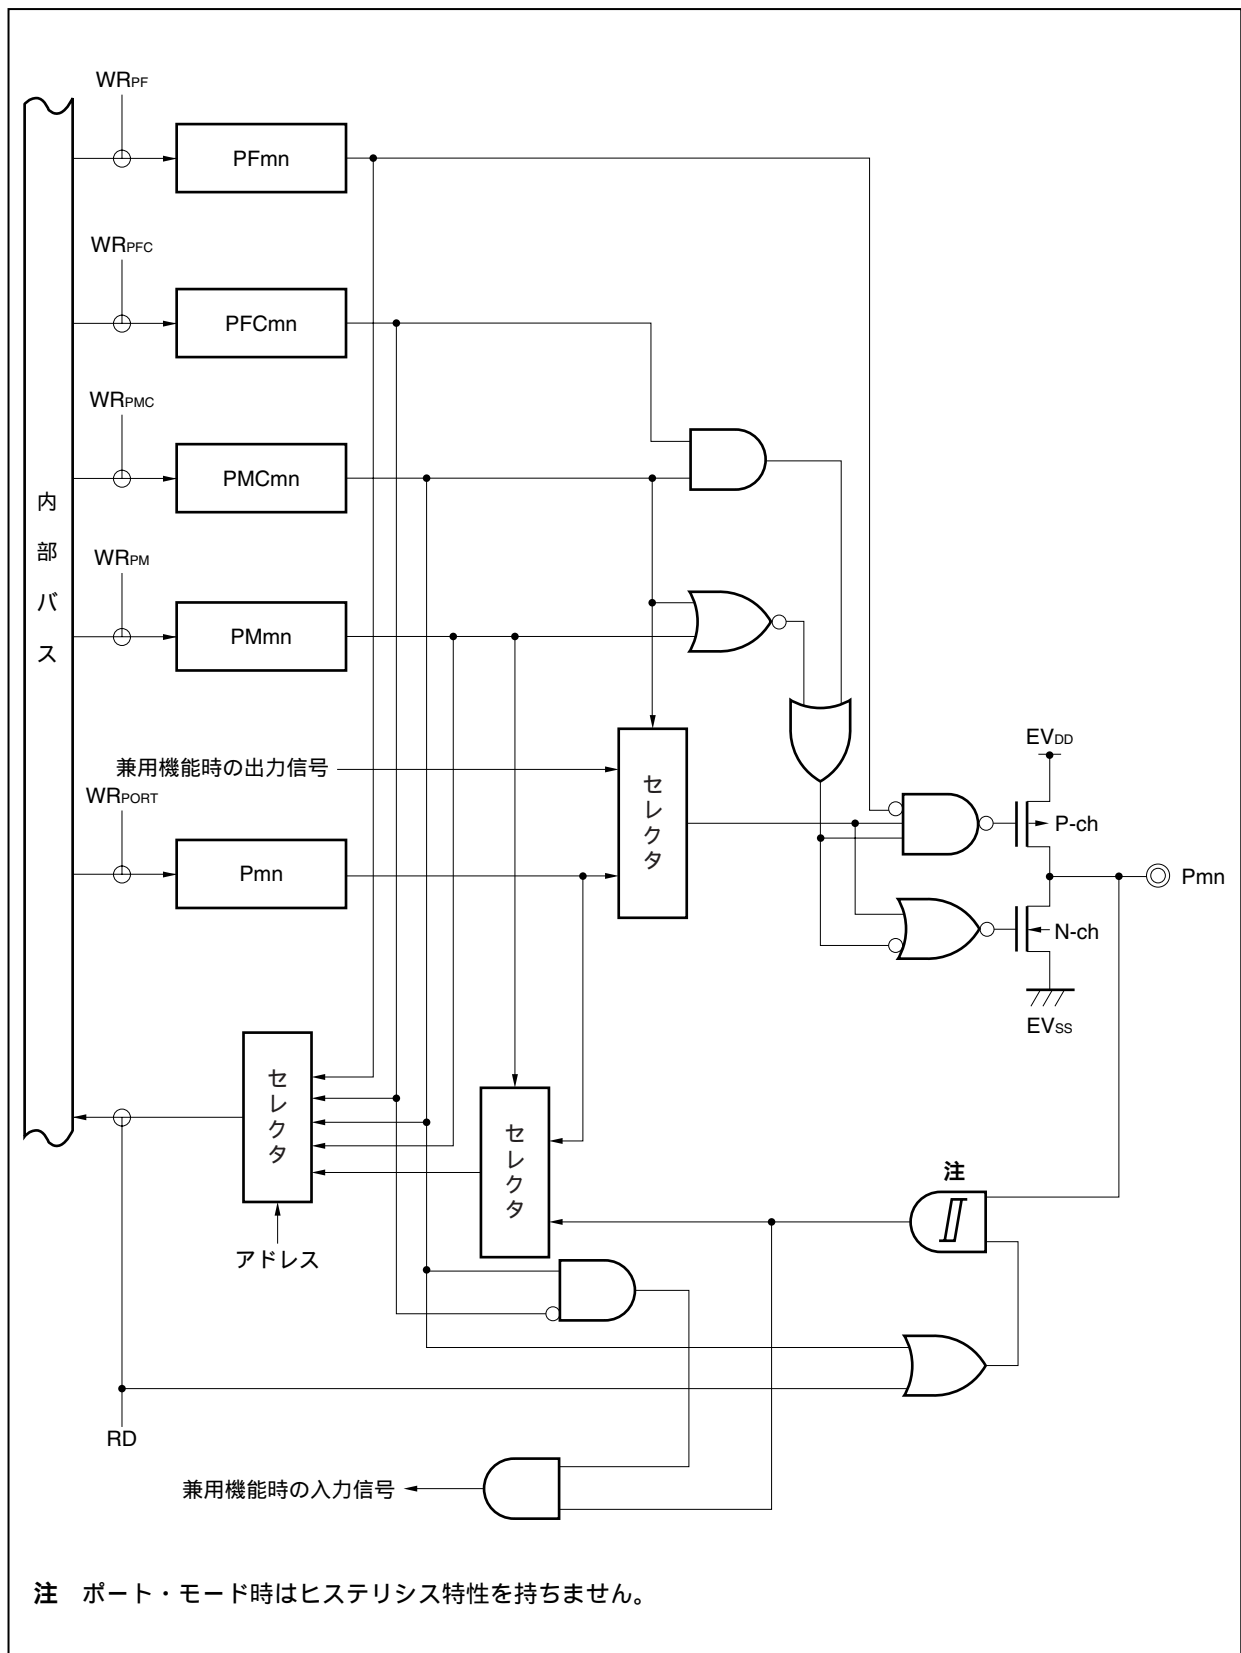 WRPF
PFmn
WRPFC
PFCmn
WRPMC
PMCmn
内部バス
WRPM
PMmn
兼用機能時の出力信号
セレクタ
WRPORT
Pmn
EVDD
P-ch
Pmn
N-ch
EVSS
セレクタ
セレクタ
アドレス
注
RD
兼用機能時の入力信号
注 ポート・モード時はヒステリシス特性を持ちません。